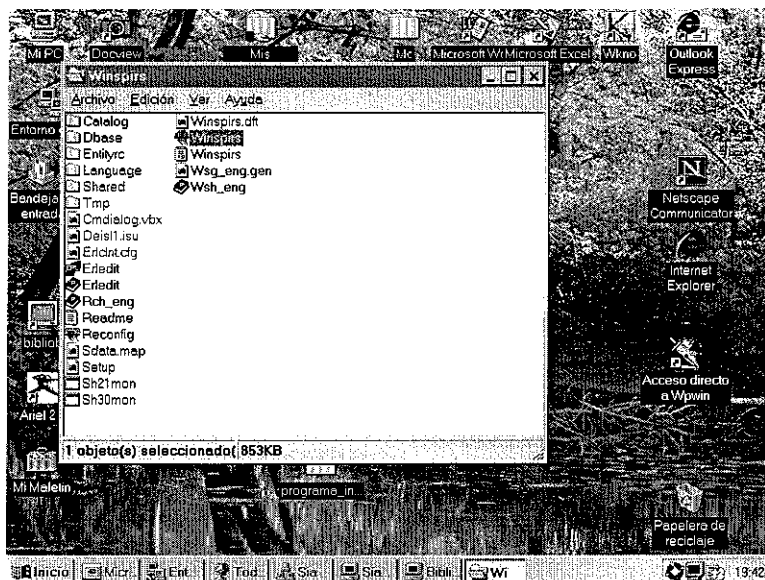 Mi PC
Docview
Mis
Mc
Microsoft W
Microsoft Excel
Wkno
Outlook
Express
Winspirs
Archivo Edición Ver Ayuda
Catalog
Dbase
Entityrc
Language
Shared
Tmp
Cmdialog.vbx
Deisl1.isu
Erlclnt.cfg
Erledit
Erledit
Rch_eng
Readme
Reconfig
Sdata.map
Setup
Sh21mon
Sh30mon
Winspirs.dft
Winspirs
Winspirs
Wsg_eng.gen
Wsh_eng
1 objeto(s) seleccionado( 853KB
Entorno
Bandeja
entrad
bibliot
Ariel 2
Mi Maletín
programa_in...
Netscape
Communicator
Internet
Explorer
Acceso directo
a Wpwin
Papelera de
reciclaje
Inicio Micr. Ent. Tod. Sia. Sia. Bibli. Wi 19:42